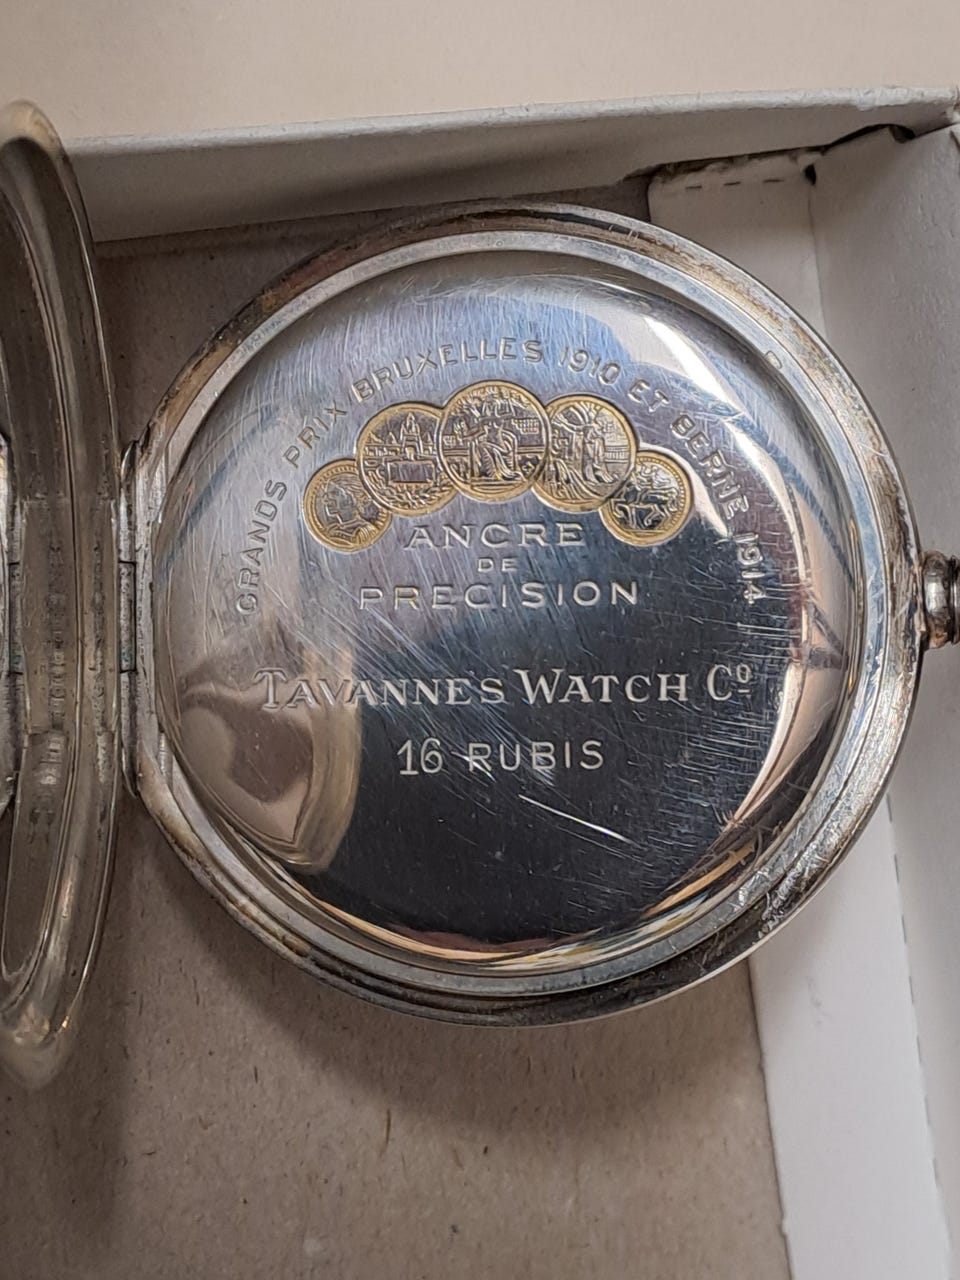 GRANDS PRIX BRUXELLES 1910 ET BERNE 1914
ANCRE
DE
PRECISION
TAVANNES WATCH Cº
16 RUBIS